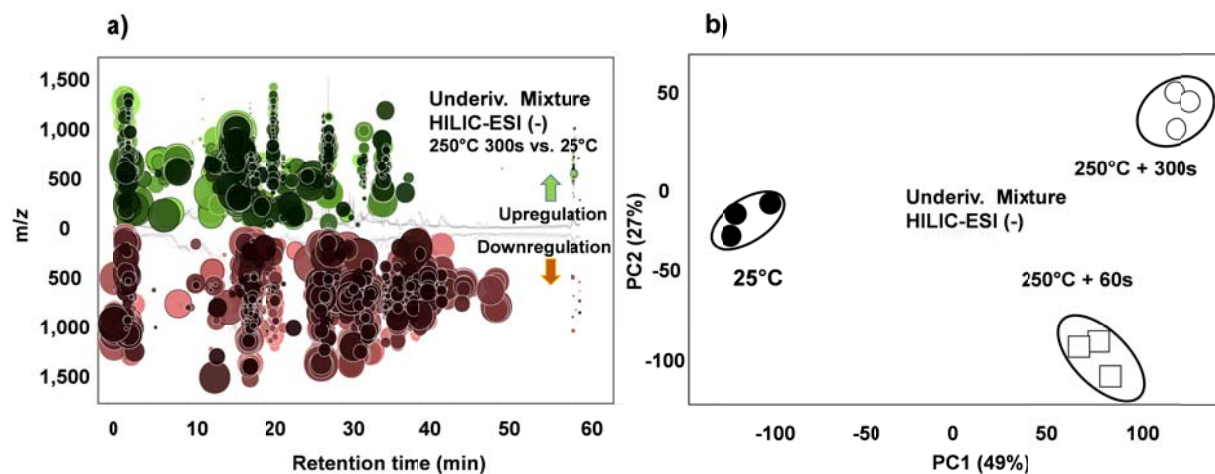 a)
1,500
1,000
500
0
500
1,000
1,500
m/z
Underiv. Mixture
HILIC-ESI (-)
250°C 300s vs. 25°C
Upregulation
Downregulation
0 10 20 30 40 50 60
Retention time (min)
b)
50
0
-50
-100
PC2 (27%)
250°C + 300s
Underiv. Mixture
HILIC-ESI (-)
25°C
250°C + 60s
-100 -50 0 50 100
PC1 (49%)